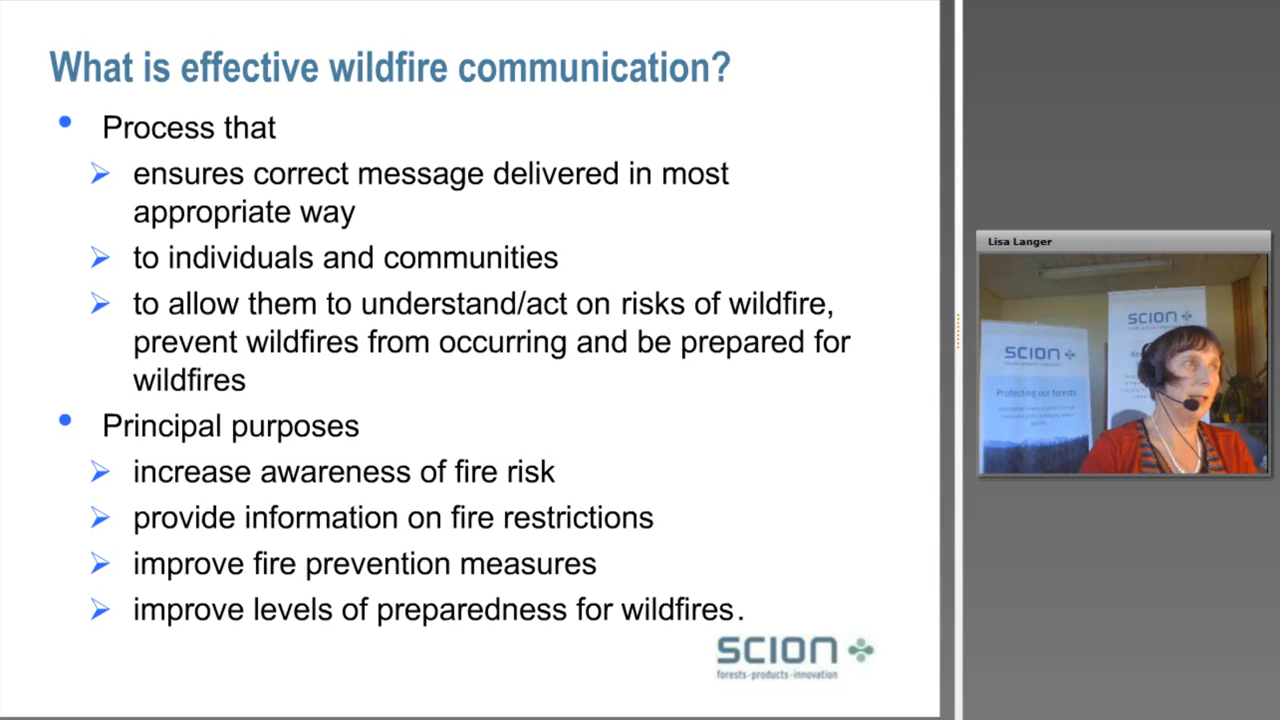 What is effective wildfire communication?
Process that
ensures correct message delivered in most
appropriate way
to individuals and communities
to allow them to understand/act on risks of wildfire,
prevent wildfires from occurring and be prepared for
wildfires
Principal purposes
increase awareness of fire risk
provide information on fire restrictions
improve fire prevention measures
improve levels of preparedness for wildfires.
SCION
forests-products-innovation
Lisa Langer
SCION
SCION
Protecting our forests